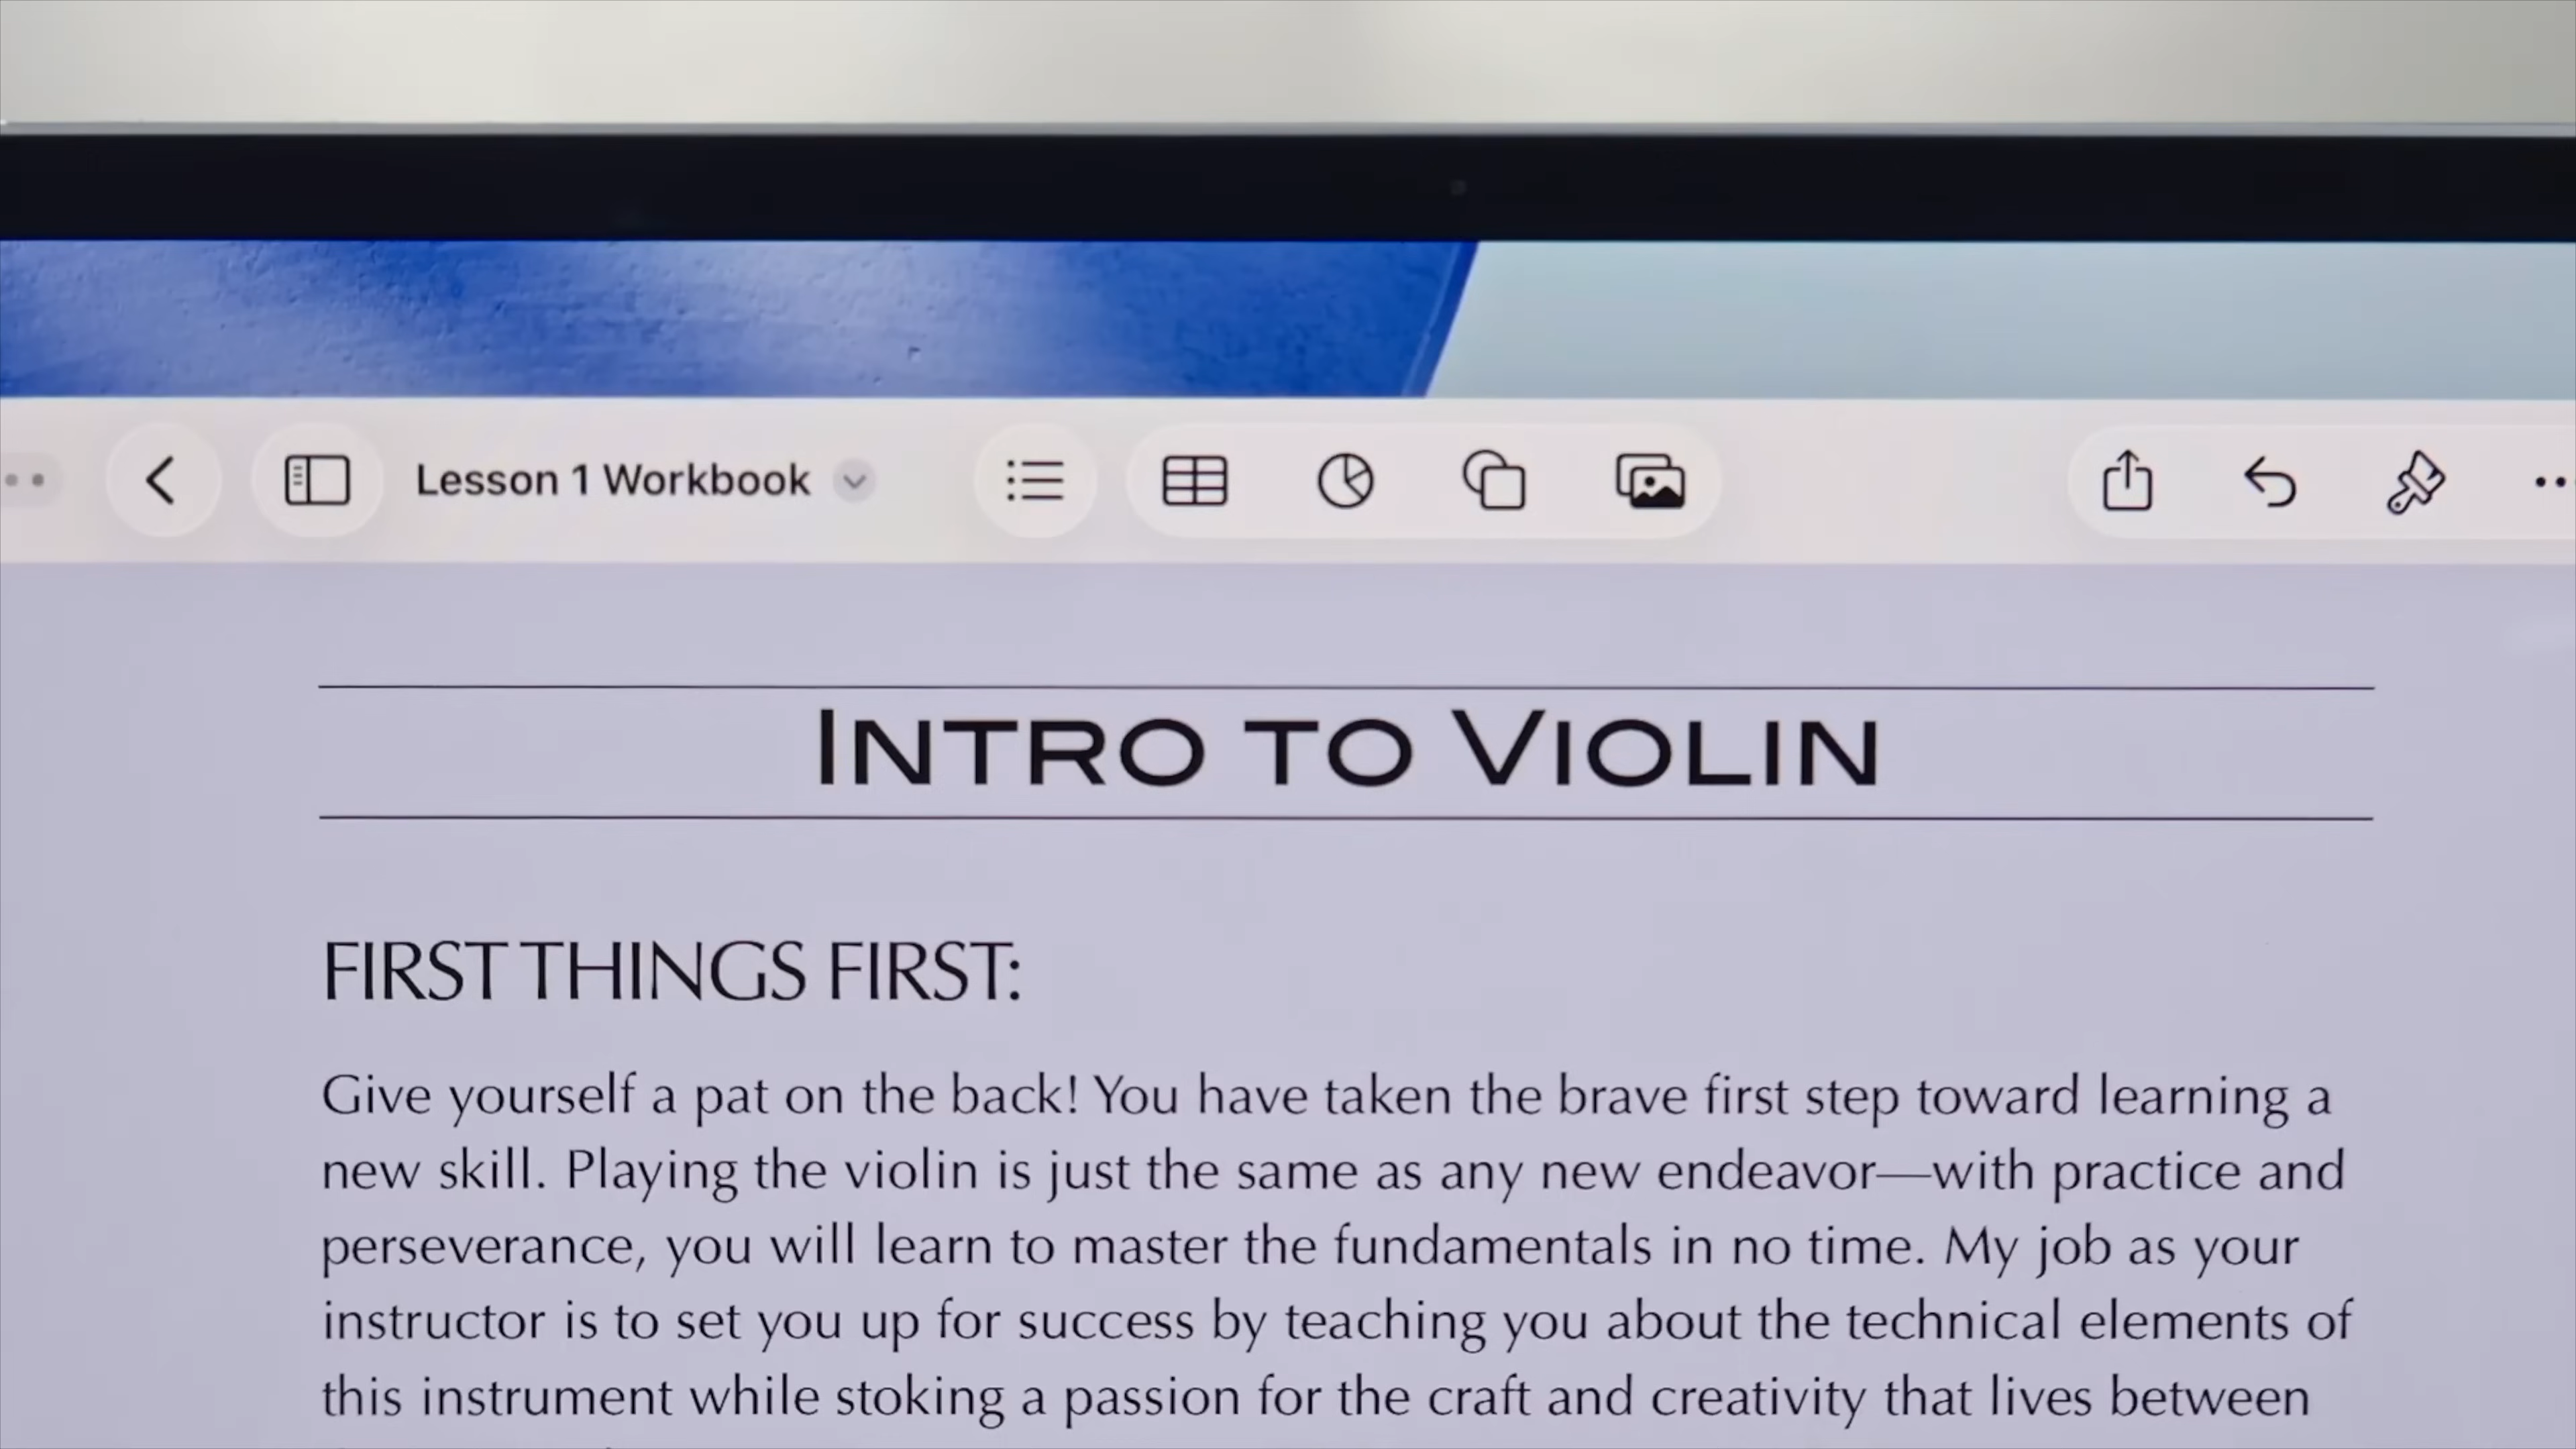 Lesson 1 Workbook
INTRO TO VIOLIN
FIRST THINGS FIRST:
Give yourself a pat on the back! You have taken the brave first step toward learning a
new skill. Playing the violin is just the same as any new endeavor—with practice and
perseverance, you will learn to master the fundamentals in no time. My job as your
instructor is to set you up for success by teaching you about the technical elements of
this instrument while stoking a passion for the craft and creativity that lives between